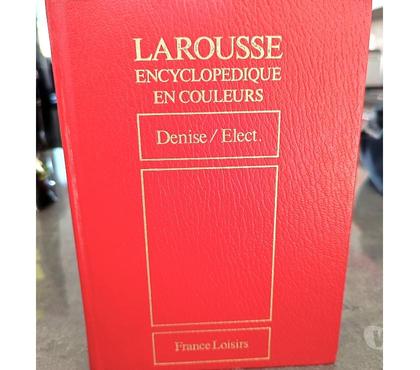 LAROUSSE
ENCYCLOPEDIQUE
EN COULEURS
Denise / Elect.
France Loisirs